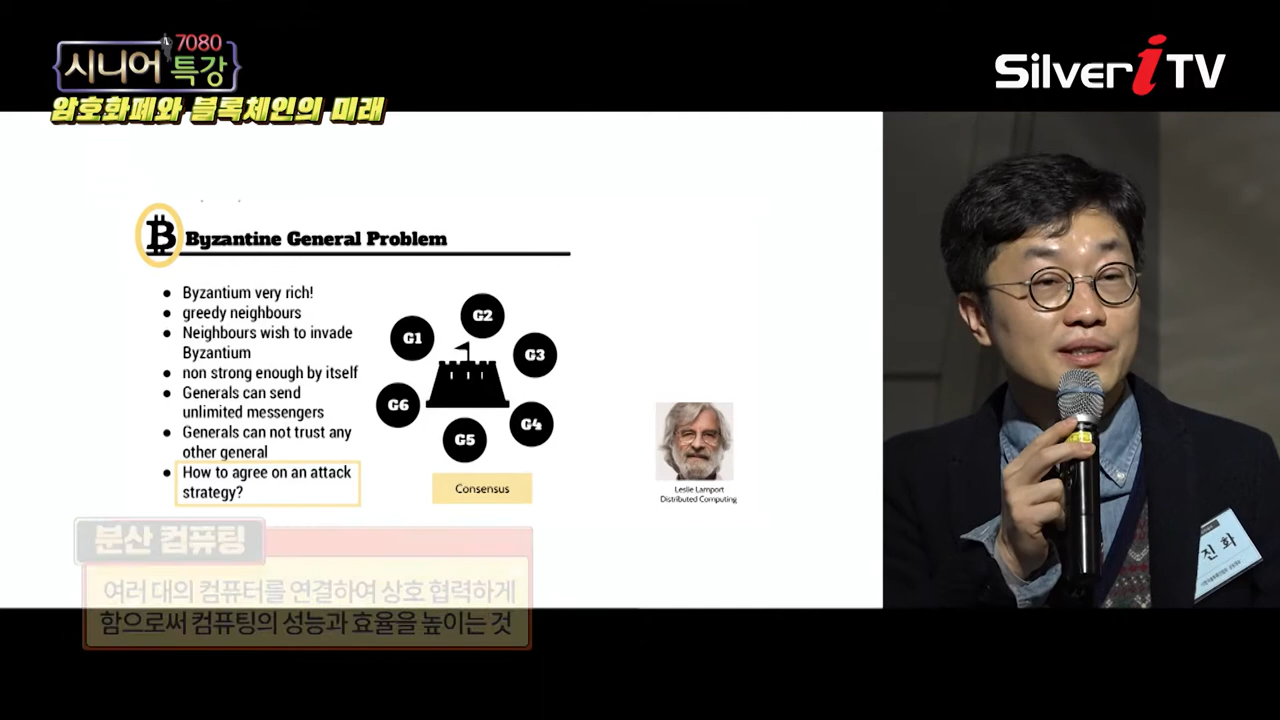 7080
시니어 특강
암호화폐와 블록체인의 미래
Silver i TV
Byzantine General Problem
● Byzantium very rich!
● greedy neighbours
● Neighbours wish to invade
Byzantium
● non strong enough by itself
● Generals can send
unlimited messengers
● Generals can not trust any
other general
● How to agree on an attack
strategy?
G1
G2
G3
G4
G5
G6
Consensus
Leslie Lamport
Distributed Computing
분산 컴퓨팅
여러 대의 컴퓨터를 연결하여 상호 협력하게
함으로써 컴퓨팅의 성능과 효율을 높이는 것
진 화